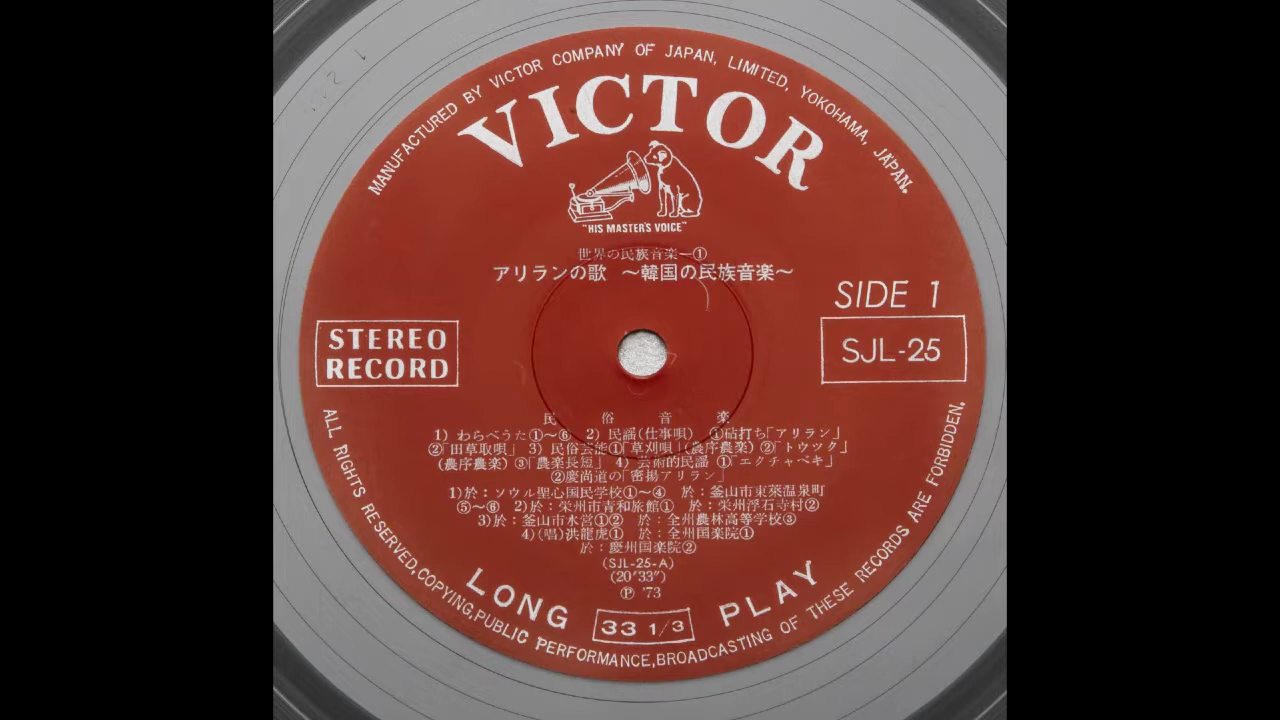 MANUFACTURED BY VICTOR COMPANY OF JAPAN, LIMITED, YOKOHAMA, JAPAN.
VICTOR
"HIS MASTER'S VOICE"
世界の民族音楽―①
アリランの歌 ～韓国の民族音楽～
SIDE 1
STEREO
RECORD
SJL-25
民俗音楽
1) わらべうた①～⑥ 2) 民謡(仕事唄) ①砧打ち「アリラン」
②「田草取唄」 3) 民俗芸能①「草刈唄」(農序農楽) ②「トウツク」
(農序農楽) ③「農楽長短」 4) 芸術的民謡 ①「エクチャベキ」
②慶尚道の「密揚アリラン」
1)於：ソウル聖心国民学校①～④ 於：釜山市東萊温泉町
⑤～⑥ 2)於：栄州市青和旅館① 於：栄州浮石寺村②
3)於：釜山市水営①② 於：全州農林高等学校③
4)(唱)洪龍虎① 於：全州国楽院①
於：慶州国楽院②
(SJL-25-A)
(20'33")
Ⓟ '73
LONG PLAY
33 1/3
ALL RIGHTS RESERVED,COPYING,PUBLIC PERFORMANCE,BROADCASTING OF THESE RECORDS ARE FORBIDDEN.